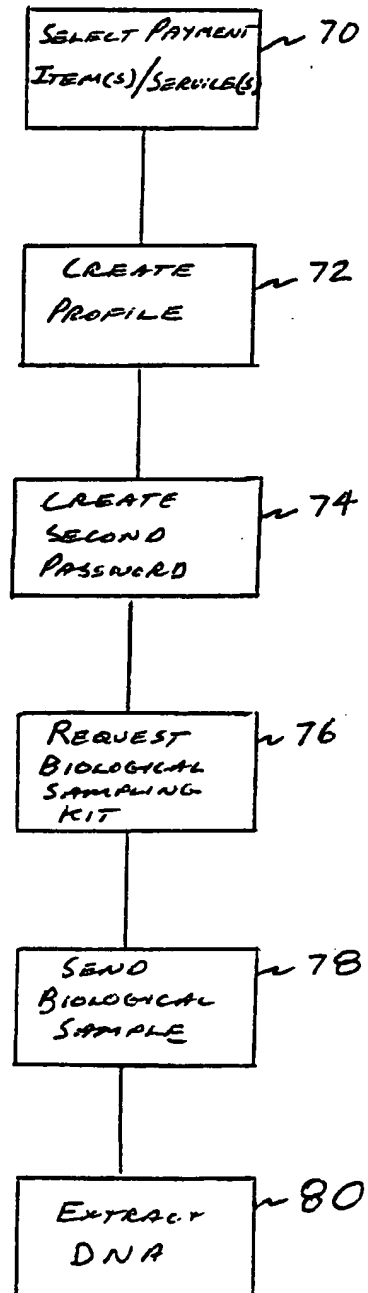 SELECT PAYMENT
ITEM(S)/SERVICE(S)
70
CREATE
PROFILE
72
CREATE
SECOND
PASSWORD
74
REQUEST
BIOLOGICAL
SAMPLING
KIT
76
SEND
BIOLOGICAL
SAMPLE
78
EXTRACT
DNA
80